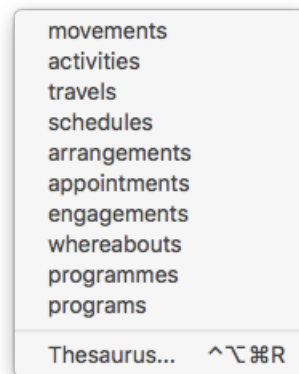 movements
activities
travels
schedules
arrangements
appointments
engagements
whereabouts
programmes
programs
Thesaurus... ^⌥⌘R